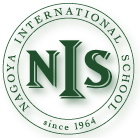 NAGOYA INTERNATIONAL SCHOOL
NIS
since 1964